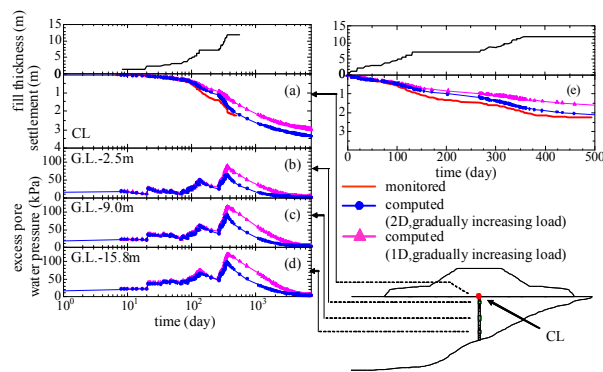 fill thickness (m)
15
10
5
0
settlement (m)
1
2
3
4
(a)
CL
excess pore
water pressure (kPa)
G.L.-2.5m
(b)
100
50
0
G.L.-9.0m
(c)
100
50
0
G.L.-15.8m
(d)
100
50
0
10^0 10^1 10^2 10^3
time (day)
15
10
5
0
1
2
3
(e)
0 100 200 300 400 500
time (day)
monitored
computed
(2D,gradually increasing load)
computed
(1D,gradually increasing load)
CL